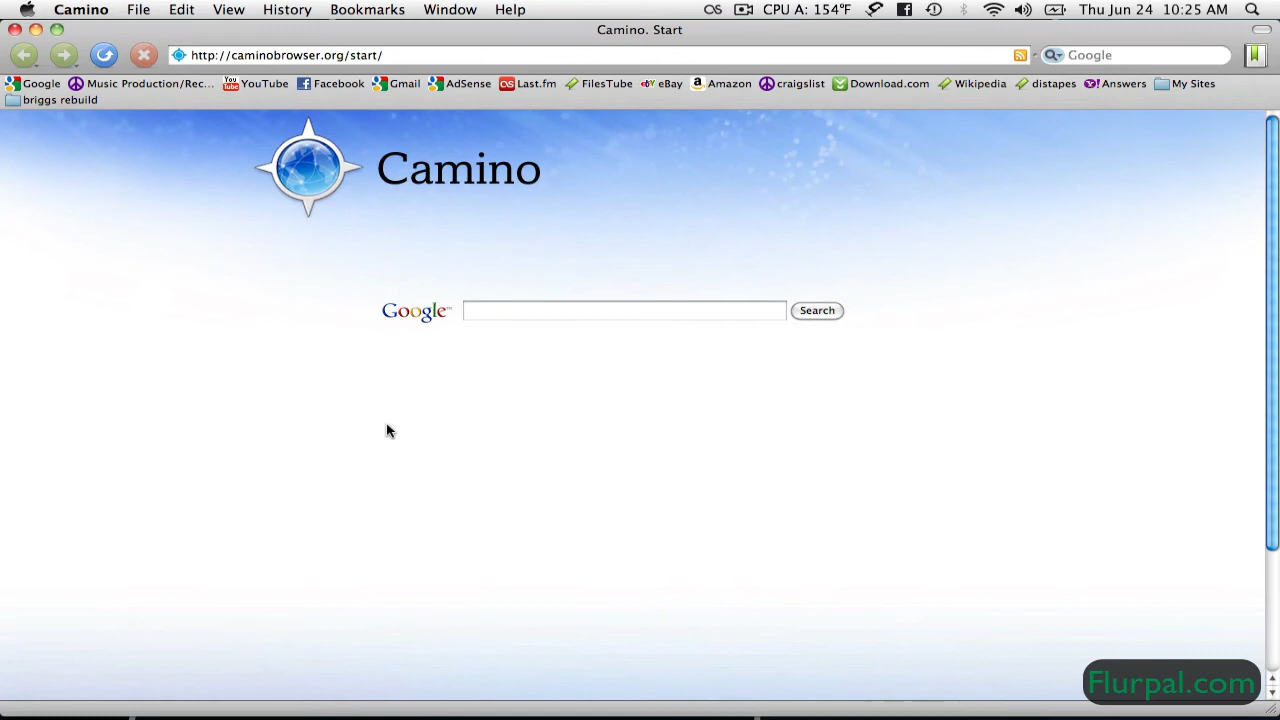 Camino File Edit View History Bookmarks Window Help CPU A: 154°F Thu Jun 24 10:25 AM
Camino. Start
http://caminobrowser.org/start/ Google
Google Music Production/Rec... YouTube Facebook Gmail AdSense Last.fm FilesTube eBay Amazon craigslist Download.com Wikipedia distapes Answers My Sites
briggs rebuild
Camino
Google™ Search
Flurpal.com